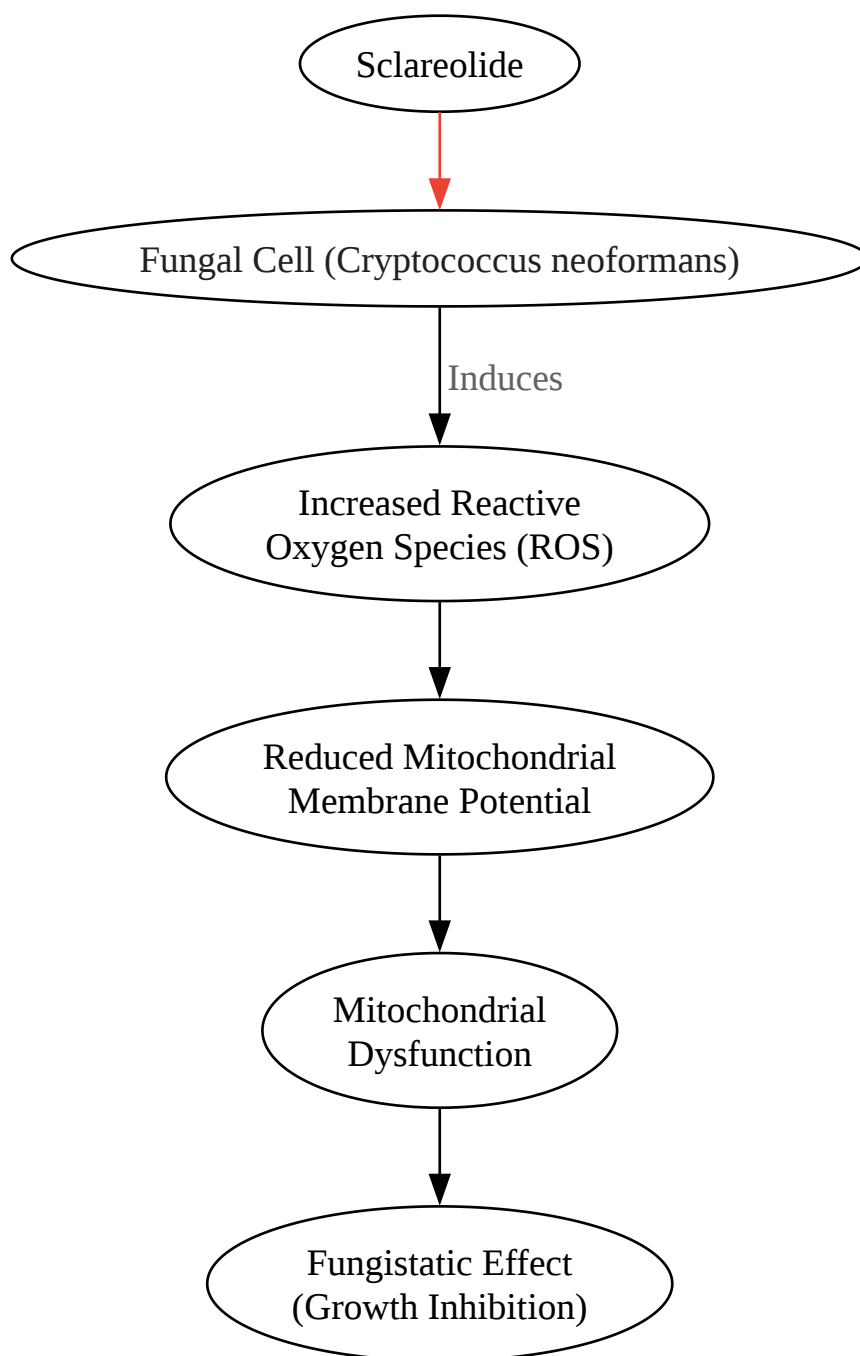 Sclareolide
Fungal Cell (Cryptococcus neoformans)
Induces
Increased Reactive
Oxygen Species (ROS)
Reduced Mitochondrial
Membrane Potential
Mitochondrial
Dysfunction
Fungistatic Effect
(Growth Inhibition)